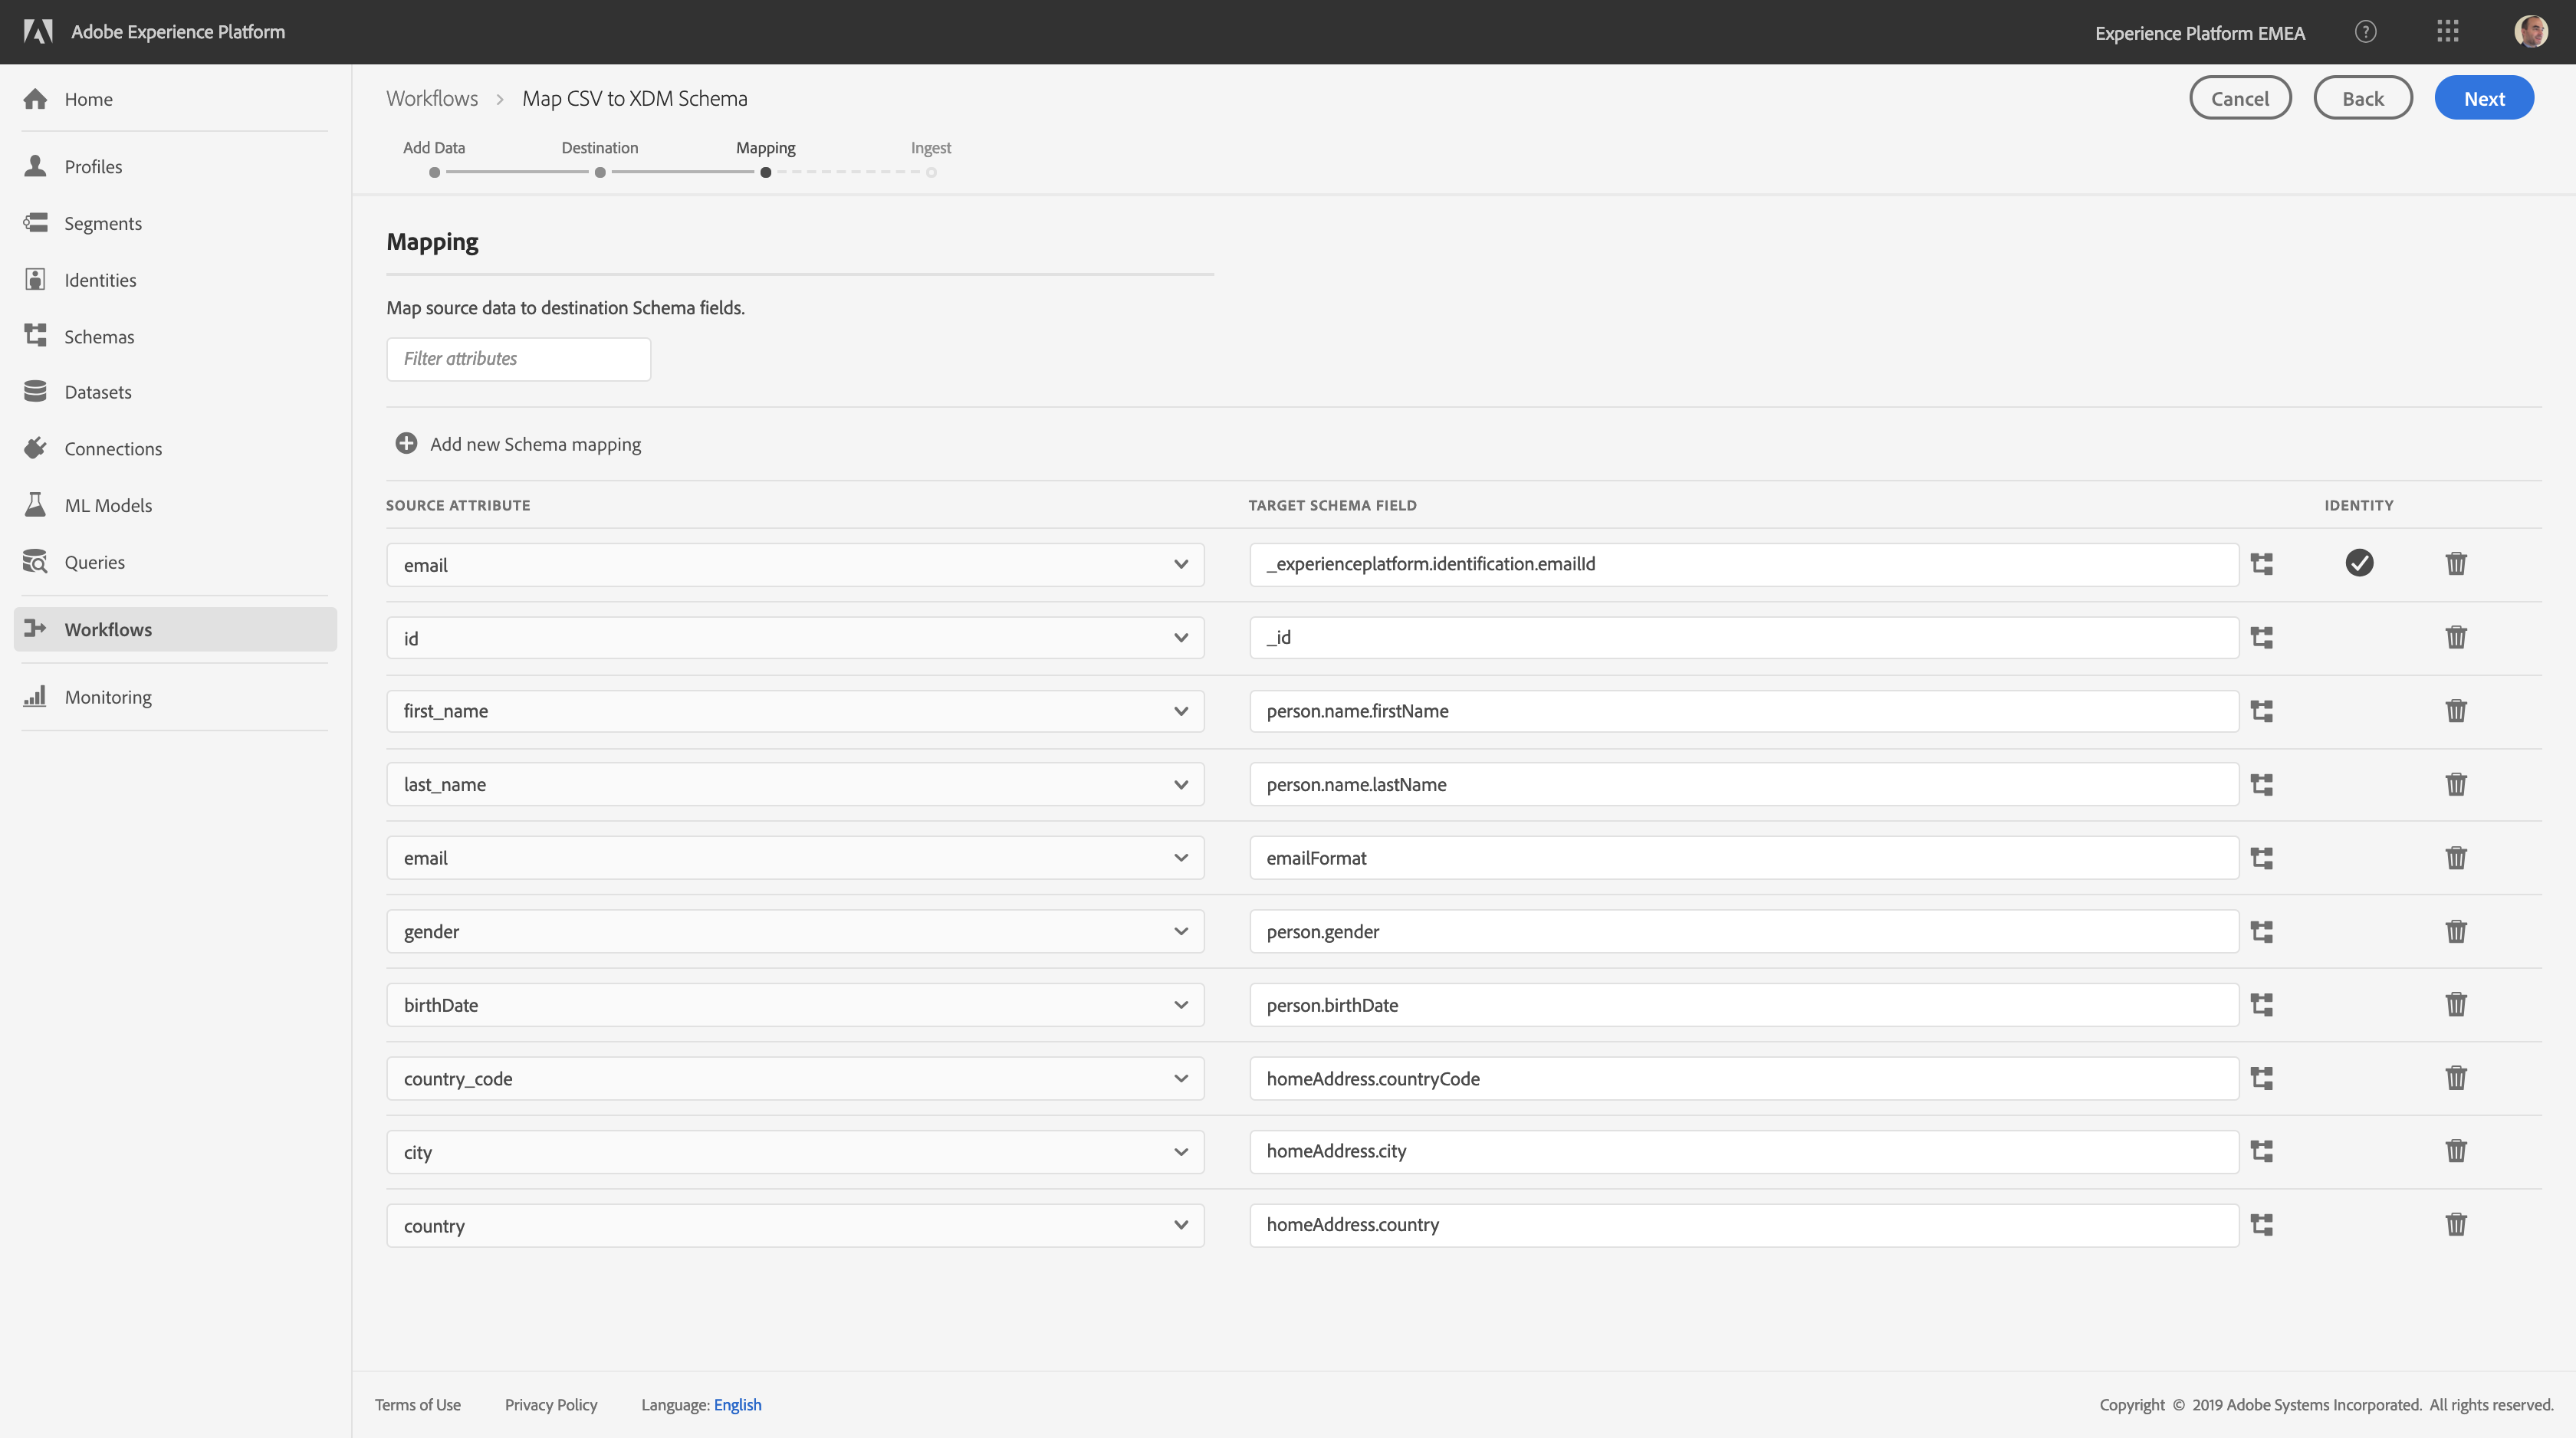 Adobe Experience Platform
Experience Platform EMEA
Home
Profiles
Segments
Identities
Schemas
Datasets
Connections
ML Models
Queries
Workflows
Monitoring
Workflows > Map CSV to XDM Schema
Cancel Back Next
Add Data Destination Mapping Ingest
Mapping
Map source data to destination Schema fields.
Filter attributes
Add new Schema mapping
SOURCE ATTRIBUTE TARGET SCHEMA FIELD IDENTITY
email _experienceplatform.identification.emailId
id _id
first_name person.name.firstName
last_name person.name.lastName
email emailFormat
gender person.gender
birthDate person.birthDate
country_code homeAddress.countryCode
city homeAddress.city
country homeAddress.country
Terms of Use Privacy Policy Language: English
Copyright © 2019 Adobe Systems Incorporated. All rights reserved.